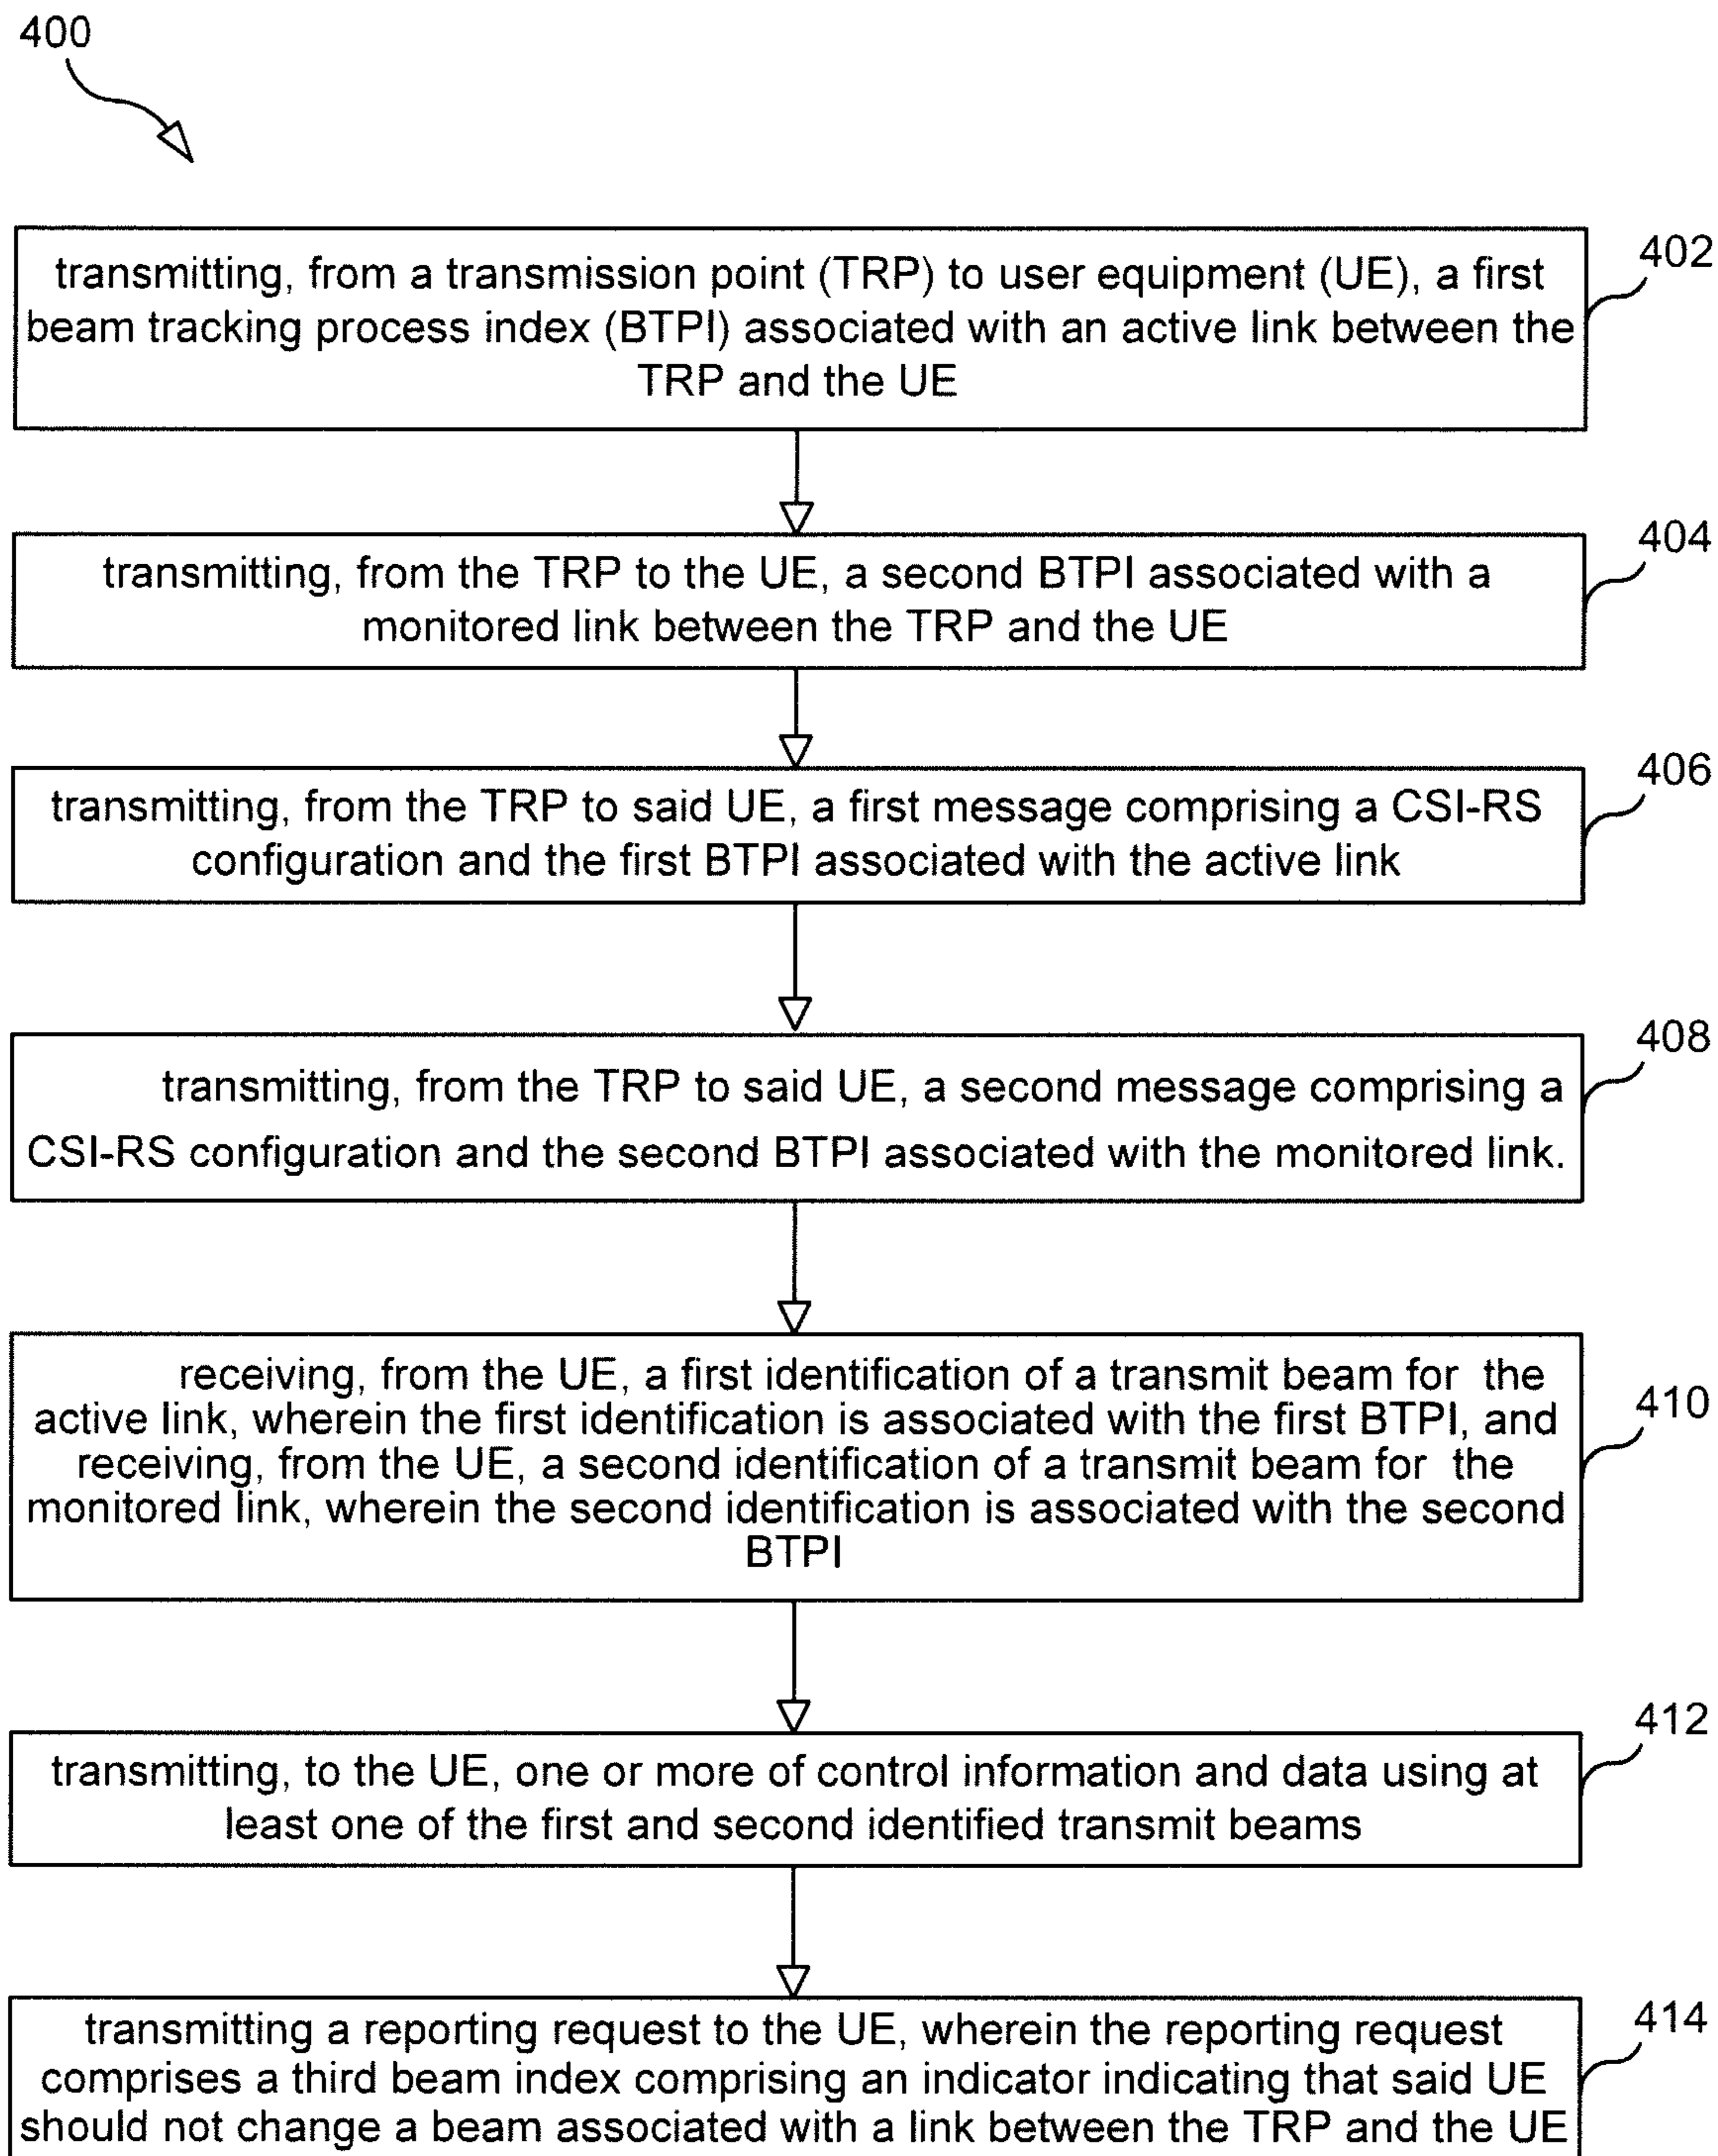 400
transmitting, from a transmission point (TRP) to user equipment (UE), a first
beam tracking process index (BTPI) associated with an active link between the
TRP and the UE
402
transmitting, from the TRP to the UE, a second BTPI associated with a
monitored link between the TRP and the UE
404
transmitting, from the TRP to said UE, a first message comprising a CSI-RS
configuration and the first BTPI associated with the active link
406
transmitting, from the TRP to said UE, a second message comprising a
CSI-RS configuration and the second BTPI associated with the monitored link.
408
receiving, from the UE, a first identification of a transmit beam for the
active link, wherein the first identification is associated with the first BTPI, and
receiving, from the UE, a second identification of a transmit beam for the
monitored link, wherein the second identification is associated with the second
BTPI
410
transmitting, to the UE, one or more of control information and data using at
least one of the first and second identified transmit beams
412
transmitting a reporting request to the UE, wherein the reporting request
comprises a third beam index comprising an indicator indicating that said UE
should not change a beam associated with a link between the TRP and the UE
414